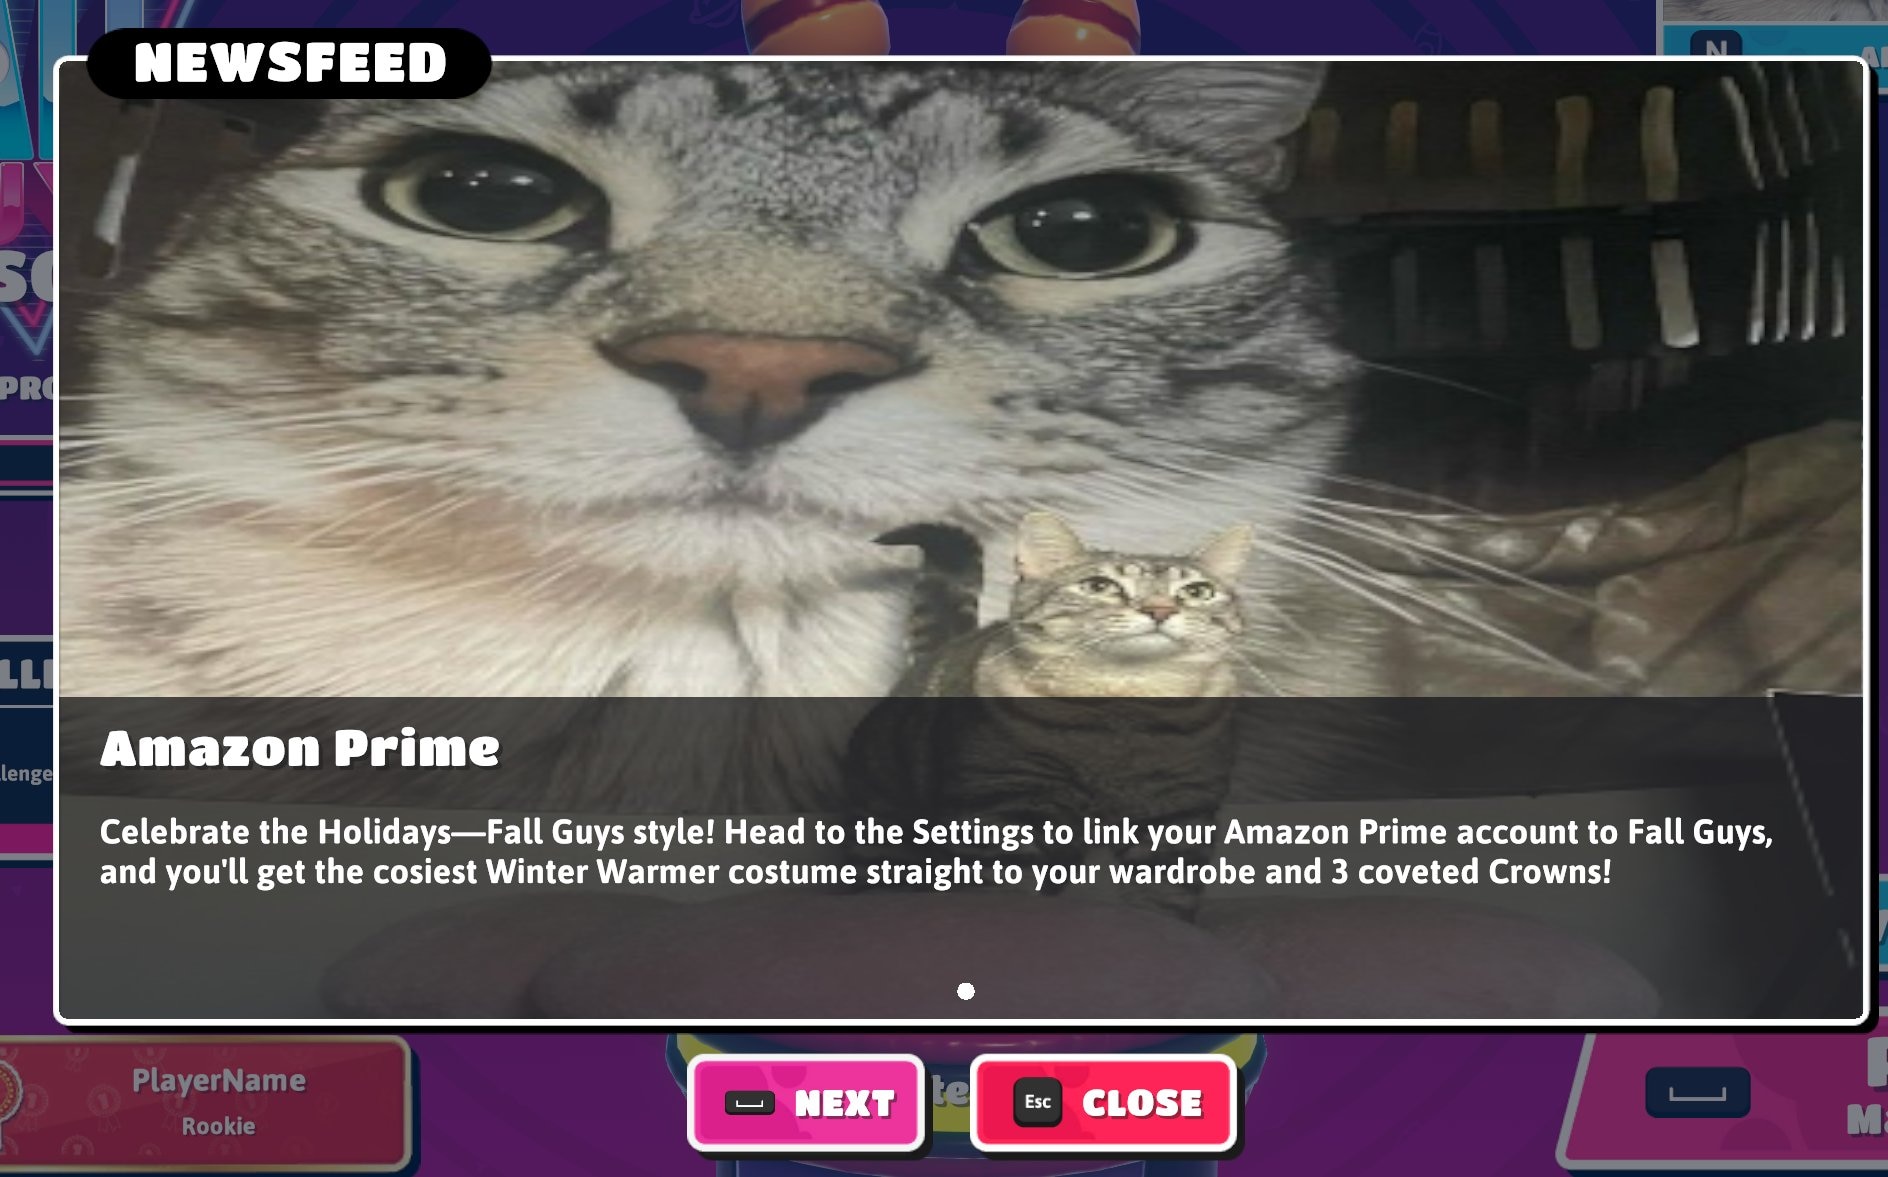 NEWSFEED
N
Amazon Prime
Celebrate the Holidays—Fall Guys style! Head to the Settings to link your Amazon Prime account to Fall Guys,
and you'll get the cosiest Winter Warmer costume straight to your wardrobe and 3 coveted Crowns!
PlayerName
Rookie
NEXT
Esc CLOSE